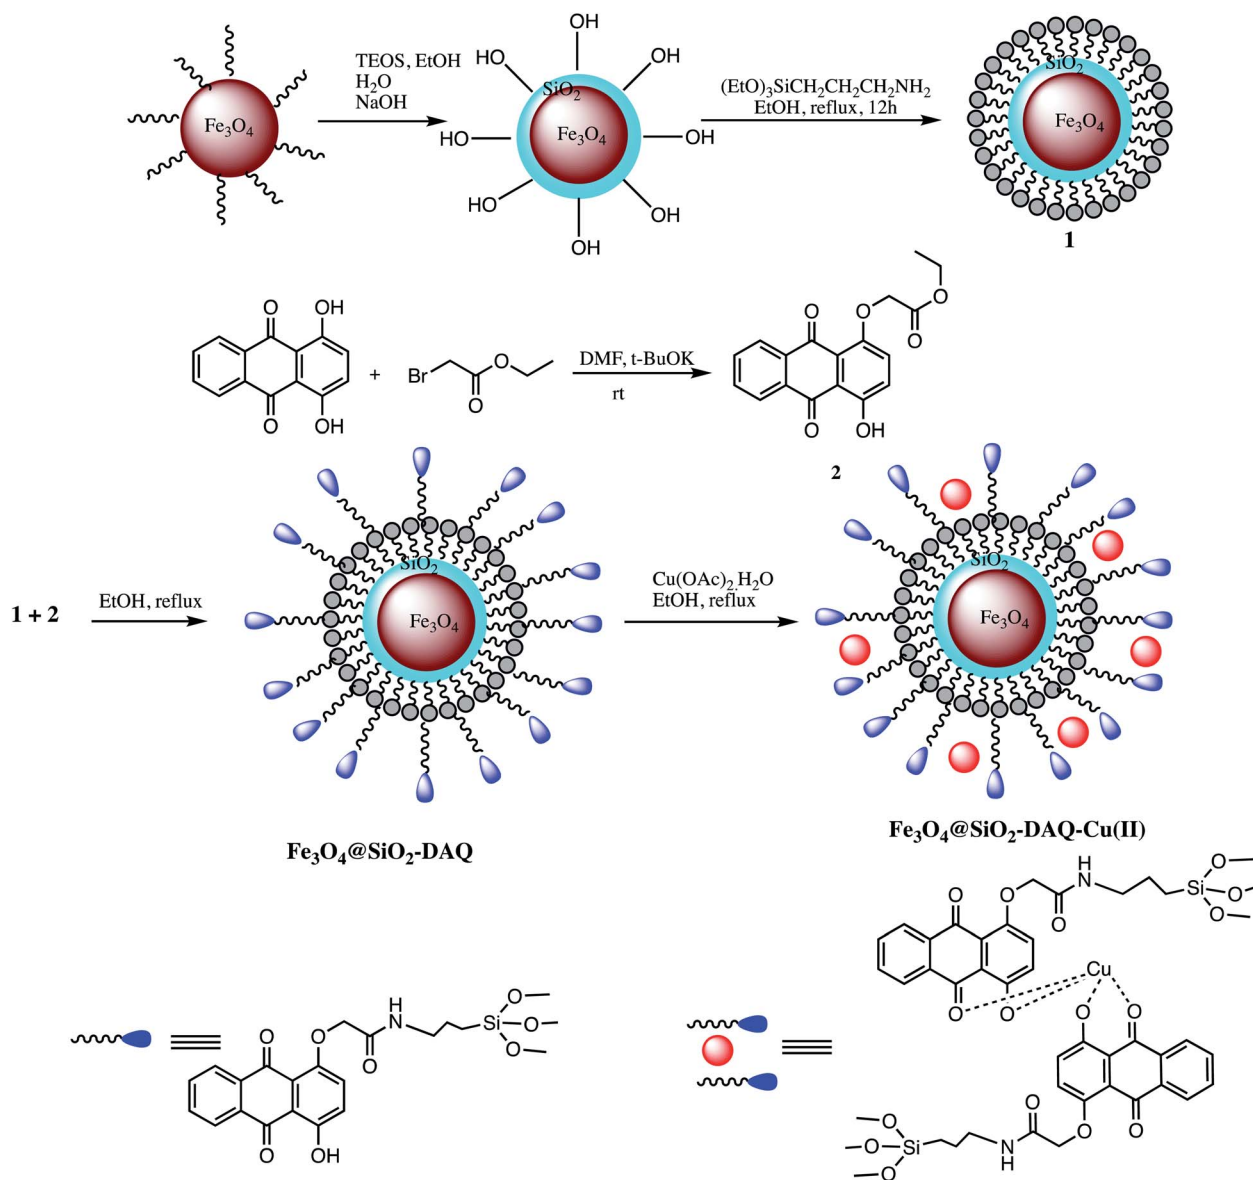 TEOS, EtOH
H₂O
NaOH
Fe₃O₄
OH
HO
OH
SiO₂
Fe₃O₄
HO
OH
HO
OH
OH
(EtO)₃SiCH₂CH₂CH₂NH₂
EtOH, reflux, 12h
SiO₂
Fe₃O₄
1
O
OH
O
OH
+
Br
O
O
DMF, t-BuOK
rt
O
O
O
O
O
OH
2
1 + 2
EtOH, reflux
SiO₂
Fe₃O₄
Fe₃O₄@SiO₂-DAQ
Cu(OAc)₂.H₂O
EtOH, reflux
SiO₂
Fe₃O₄
Fe₃O₄@SiO₂-DAQ-Cu(II)
O
O
O
H
N
Si
O
O
O
O
OH
O
O
O
H
N
Si
O
O
O
O
O
Cu
O
O
O
O
O
N
H
Si
O
O
O